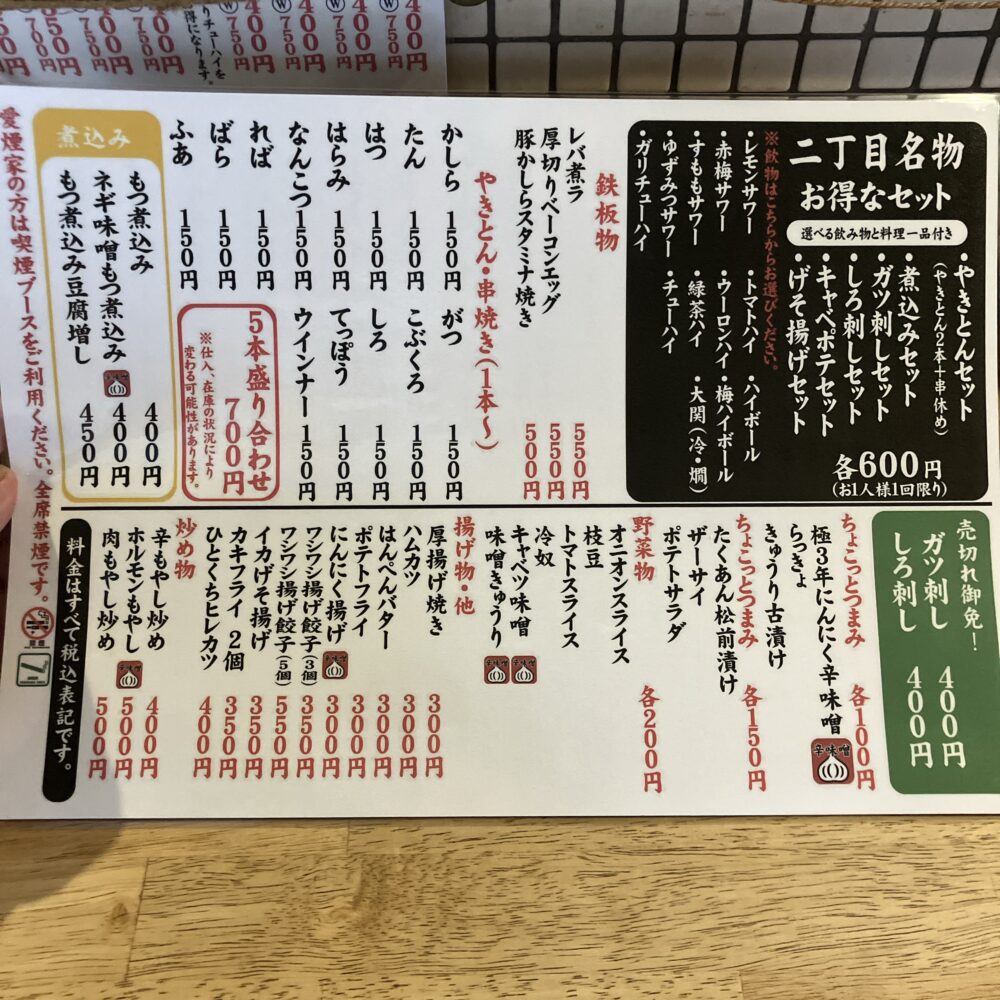 二丁目名物
お得なセット
選べる飲み物と料理一品付き
・やきとんセット
(やきとん2本+串休め)
・煮込みセット
・ガツ刺しセット
・しろ刺しセット
・キャベポテセット
・げそ揚げセット
各600円
(お1人様1回限り)
※飲物はこちらからお選びください。
・レモンサワー
・赤梅サワー
・すももサワー
・ゆずみつサワー
・ガリチューハイ
・トマトハイ
・ウーロンハイ
・緑茶ハイ
・チューハイ
・ハイボール
・梅ハイボール
・大関(冷・燗)
鉄板物
レバ煮ラ 550円
厚切りベーコンエッグ 550円
豚かしらスタミナ焼き 500円
やきとん・串焼き(1本〜)
かしら 150円
たん 150円
はつ 150円
はらみ 150円
なんこつ 150円
れば 150円
ばら 150円
ふあ 150円
がつ 150円
こぶくろ 150円
しろ 150円
てっぽう 150円
ウインナー 150円
5本盛り合わせ
700円
※仕入、在庫の状況により
変わる可能性があります。
煮込み
もつ煮込み 400円
ネギ味噌もつ煮込み 400円
もつ煮込み豆腐増し 450円
愛煙家の方は喫煙ブースをご利用ください。全席禁煙です。
売切れ御免!
ガツ刺し 400円
しろ刺し 400円
ちょこっとつまみ 各100円
極3年にんにく辛味噌
辛味噌
らっきょ
きゅうり古漬け
ちょこっとつまみ 各150円
たくあん松前漬け
ザーサイ
ポテトサラダ
野菜物 各200円
オニオンスライス
枝豆
トマトスライス
冷奴
キャベツ味噌
味噌きゅうり
揚げ物・他
厚揚げ焼き 300円
ハムカツ 300円
はんぺんバター 300円
ポテトフライ 300円
にんにく揚げ 300円
ワシワシ揚げ餃子(3個) 350円
ワシワシ揚げ餃子(5個) 550円
イカげそ揚げ 350円
カキフライ2個 350円
ひとくちヒレカツ 400円
炒め物
辛もやし炒め 400円
ホルモンもやし 500円
肉もやし炒め 500円
料金はすべて税込表記です。